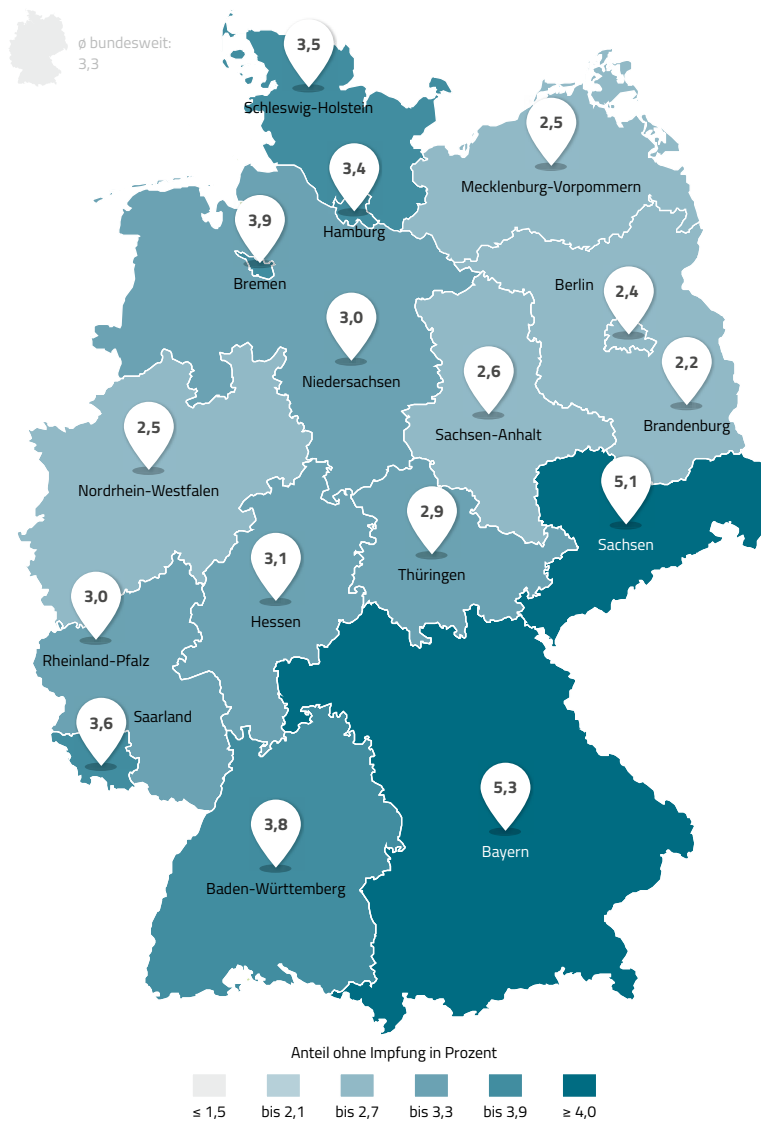 ø bundesweit:
3,3
3,5
Schleswig-Holstein
2,5
Mecklenburg-Vorpommern
3,4
Hamburg
3,9
Bremen
Berlin
2,4
3,0
Niedersachsen
2,2
Brandenburg
2,6
Sachsen-Anhalt
2,5
Nordrhein-Westfalen
5,1
Sachsen
2,9
Thüringen
3,1
Hessen
3,0
Rheinland-Pfalz
3,6
Saarland
5,3
Bayern
3,8
Baden-Württemberg
Anteil ohne Impfung in Prozent
≤ 1,5 bis 2,1 bis 2,7 bis 3,3 bis 3,9 ≥ 4,0